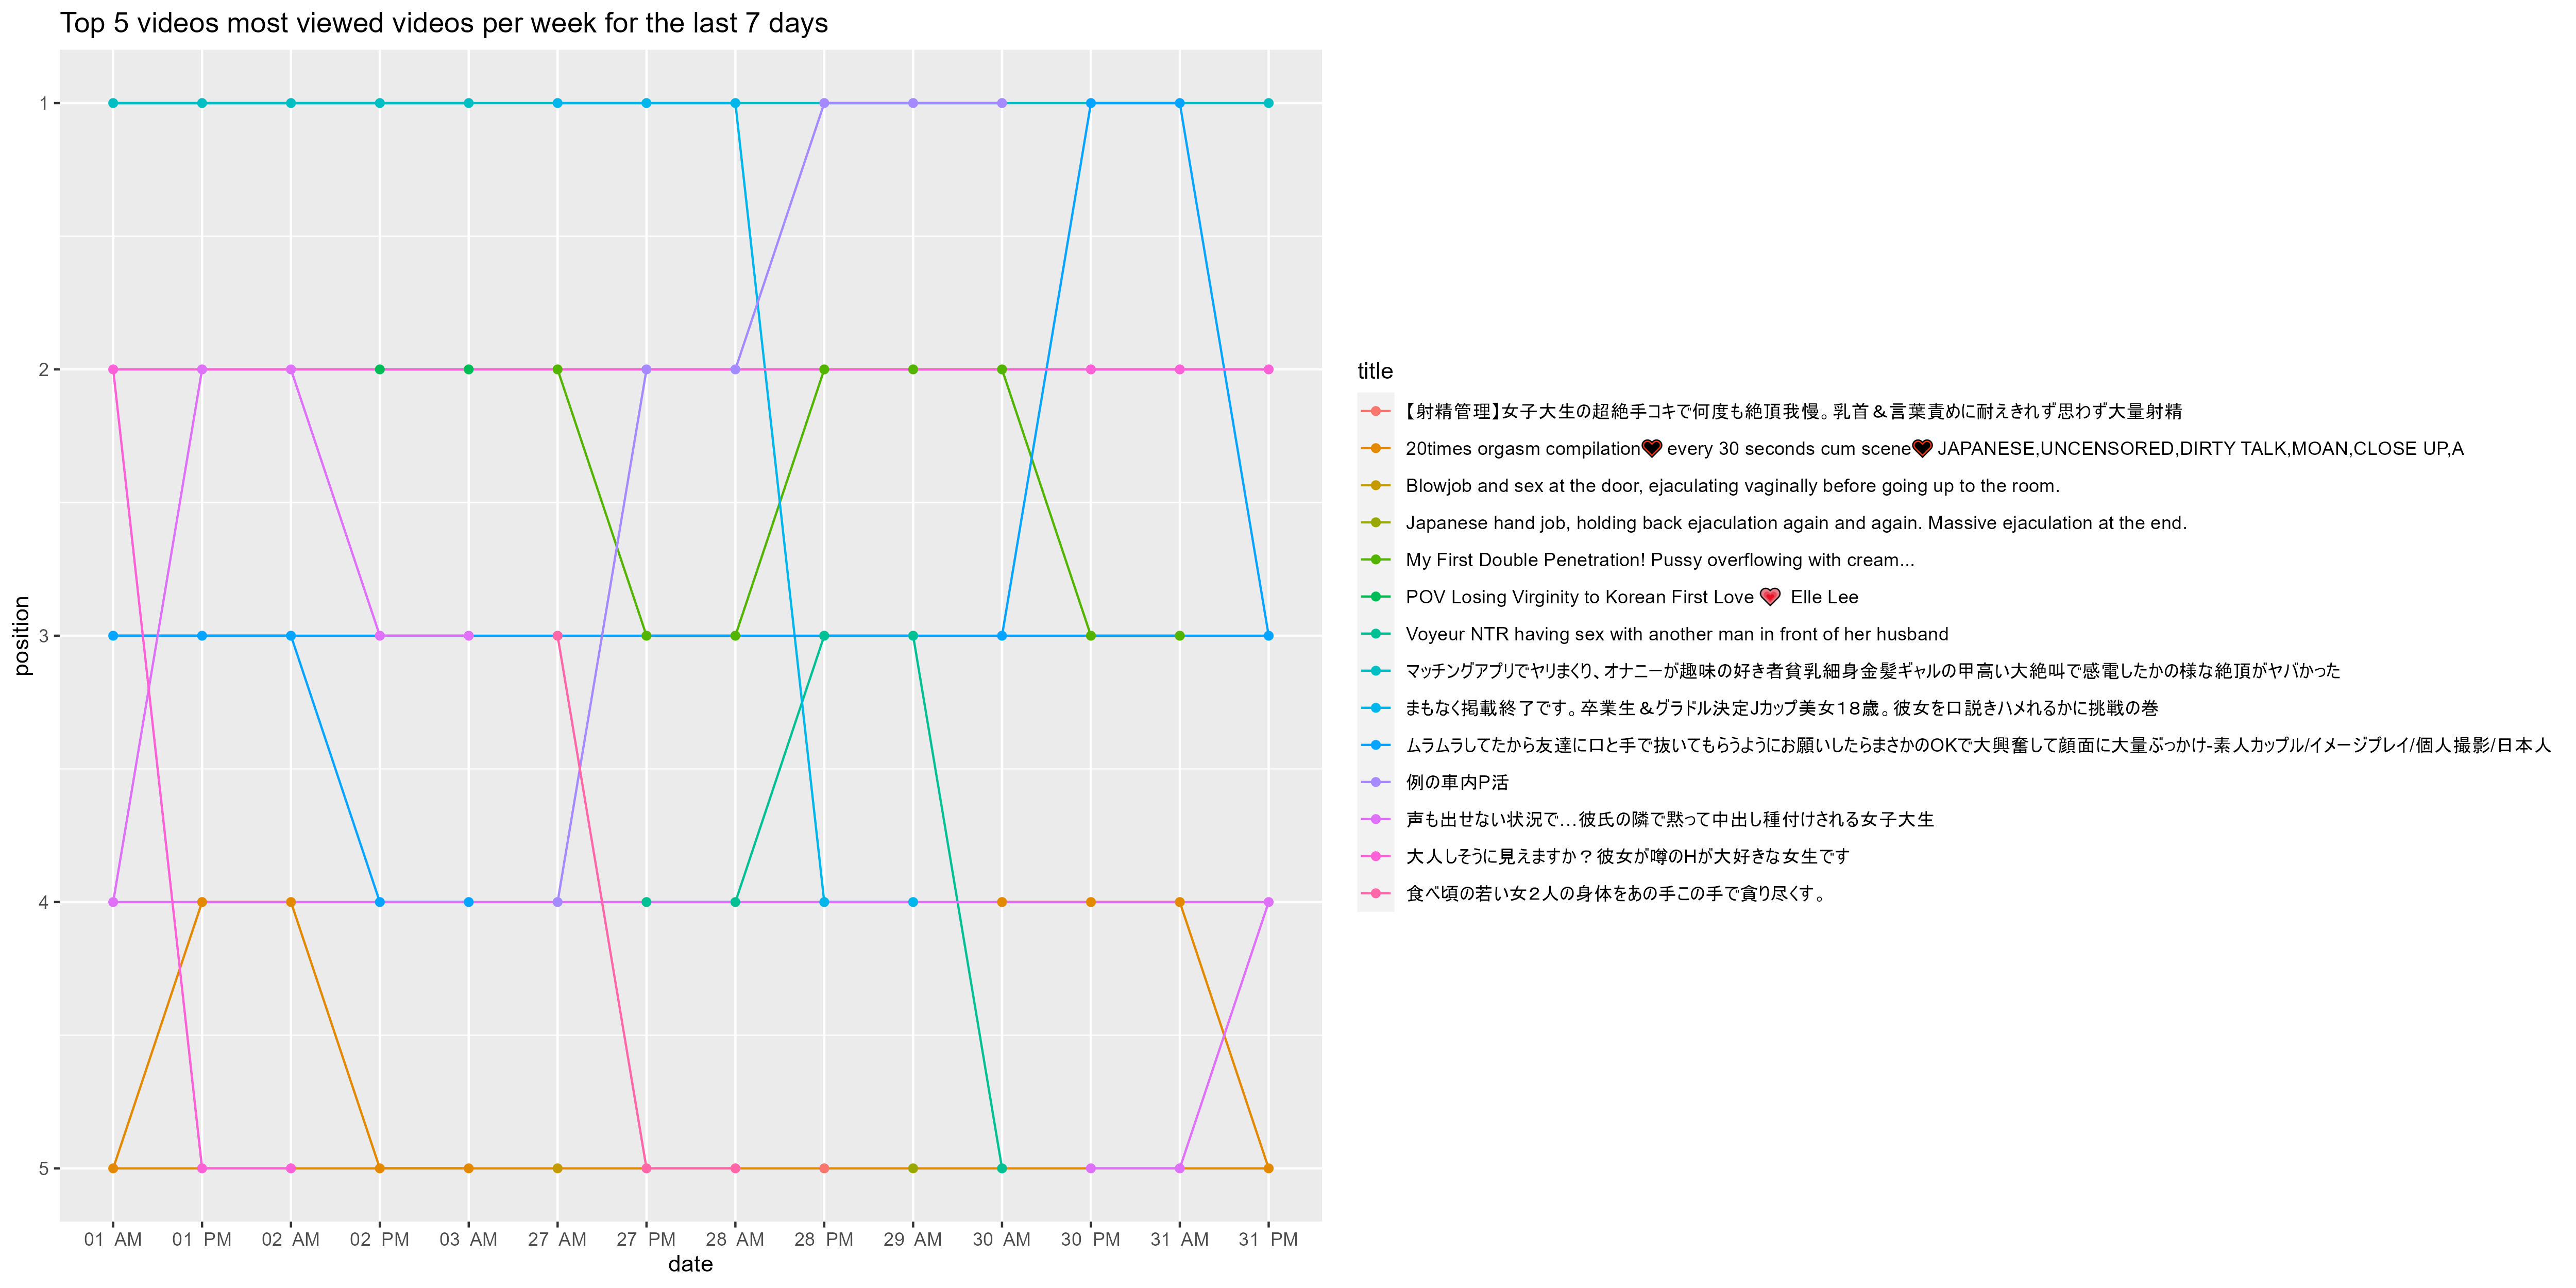 Top 5 videos most viewed videos per week for the last 7 days
position
1
2
3
4
5
01 AM 01 PM 02 AM 02 PM 03 AM 27 AM 27 PM 28 AM 28 PM 29 AM 30 AM 30 PM 31 AM 31 PM
date
title
【射精管理】女子大生の超絶手コキで何度も絶頂我慢。乳首＆言葉責めに耐えきれず思わず大量射精
20times orgasm compilation🖤 every 30 seconds cum scene🖤 JAPANESE,UNCENSORED,DIRTY TALK,MOAN,CLOSE UP,A
Blowjob and sex at the door, ejaculating vaginally before going up to the room.
Japanese hand job, holding back ejaculation again and again. Massive ejaculation at the end.
My First Double Penetration! Pussy overflowing with cream...
POV Losing Virginity to Korean First Love 💗 Elle Lee
Voyeur NTR having sex with another man in front of her husband
マッチングアプリでヤリまくり、オナニーが趣味の好き者貧乳細身金髪ギャルの甲高い大絶叫で感電したかの様な絶頂がヤバかった
まもなく掲載終了です。卒業生＆グラドル決定Jカップ美女１８歳。彼女を口説きハメれるかに挑戦の巻
ムラムラしてたから友達に口と手で抜いてもらうようにお願いしたらまさかのOKで大興奮して顔面に大量ぶっかけ-素人カップル/イメージプレイ/個人撮影/日本人
例の車内P活
声も出せない状況で…彼氏の隣で黙って中出し種付けされる女子大生
大人しそうに見えますか？彼女が噂のHが大好きな女生です
食べ頃の若い女２人の身体をあの手この手で貪り尽くす。